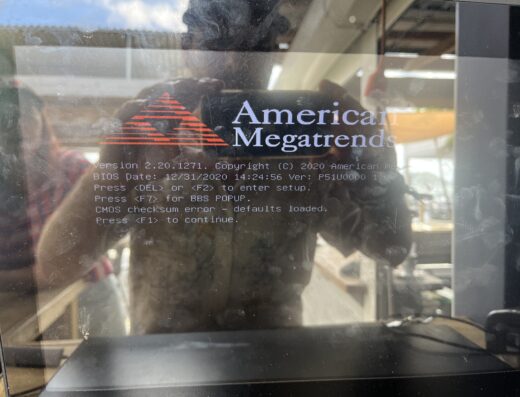 American
Megatrends
Version 2.20.1271. Copyright (C) 2020 American
BIOS Date: 12/31/2020 14:24:56 Ver: P51U0000
Press <DEL> or <F2> to enter setup.
Press <F7> for BBS POPUP.
CMOS checksum error - defaults loaded.
Press <F1> to continue.